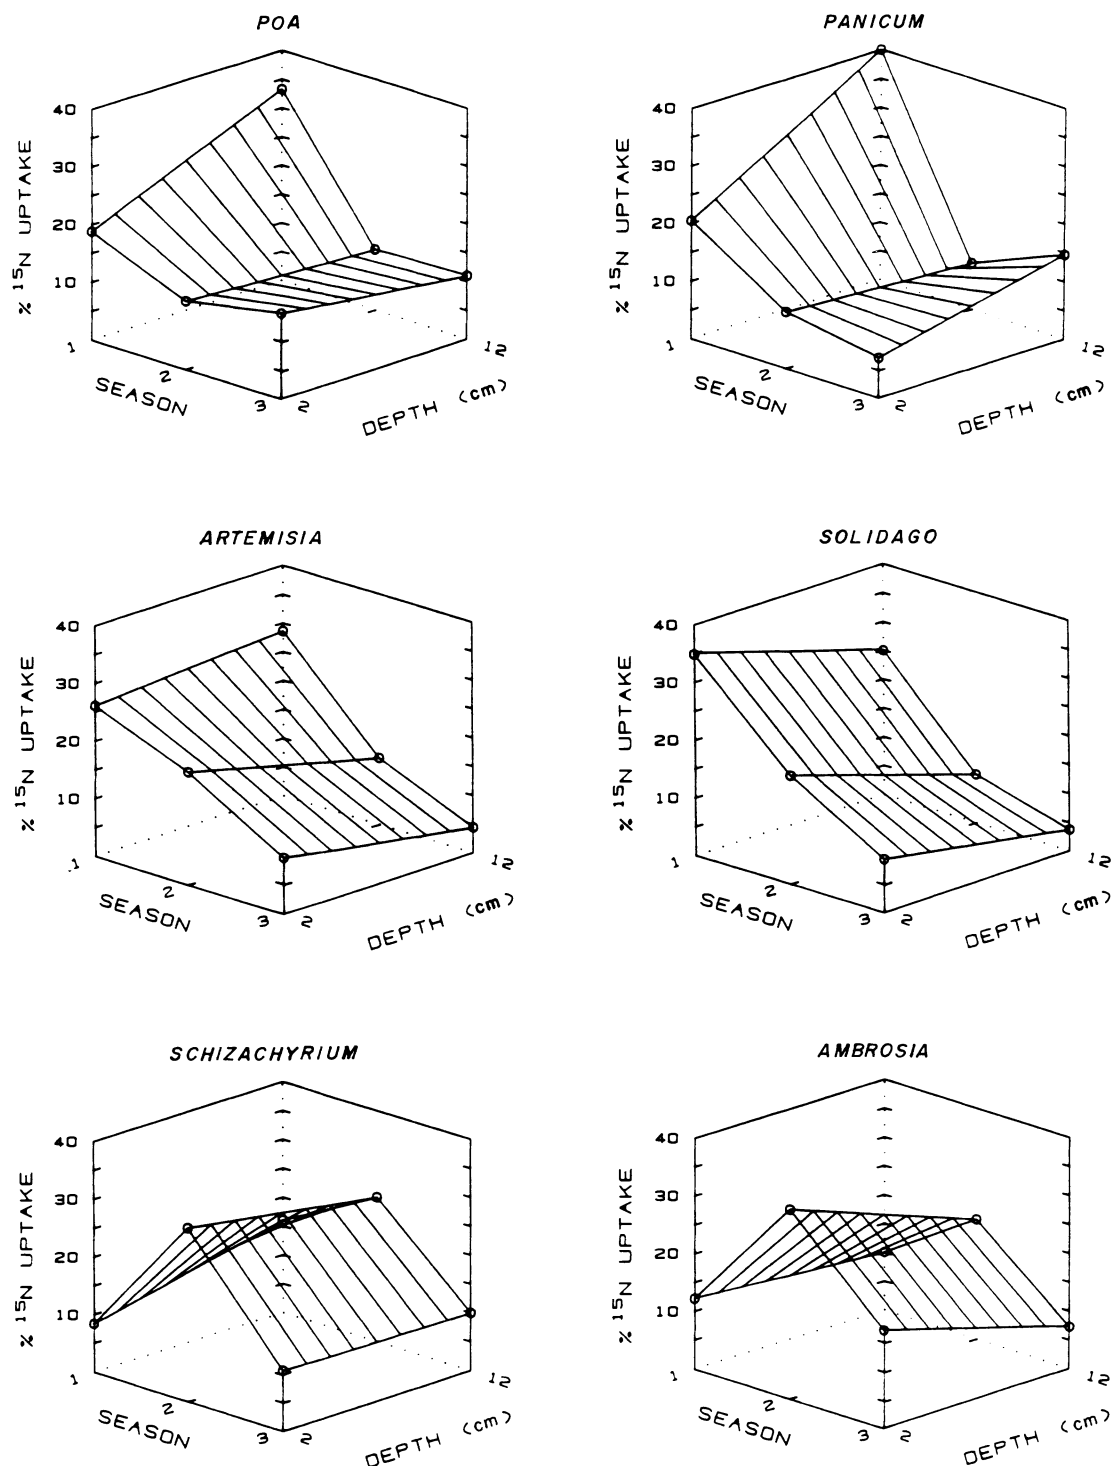 POA
40
30
20
10
% 15N UPTAKE
1
2
3
SEASON
2
12
DEPTH (cm)
PANICUM
40
30
20
10
% 15N UPTAKE
1
2
3
SEASON
2
12
DEPTH (cm)
ARTEMISIA
40
30
20
10
% 15N UPTAKE
1
2
3
SEASON
2
12
DEPTH (cm)
SOLIDAGO
40
30
20
10
% 15N UPTAKE
1
2
3
SEASON
2
12
DEPTH (cm)
SCHIZACHYRIUM
40
30
20
10
% 15N UPTAKE
1
2
3
SEASON
2
12
DEPTH (cm)
AMBROSIA
40
30
20
10
% 15N UPTAKE
1
2
3
SEASON
2
12
DEPTH (cm)